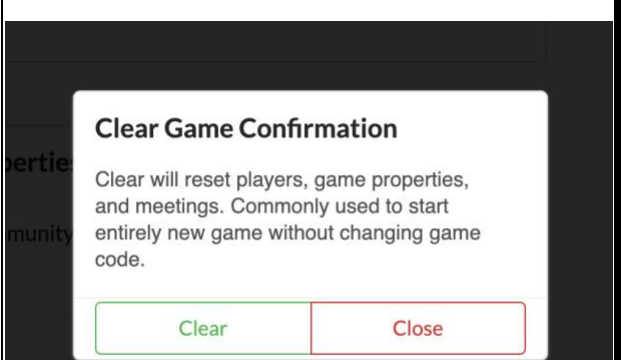 Clear Game Confirmation
Clear will reset players, game properties,
and meetings. Commonly used to start
entirely new game without changing game
code.
Clear
Close